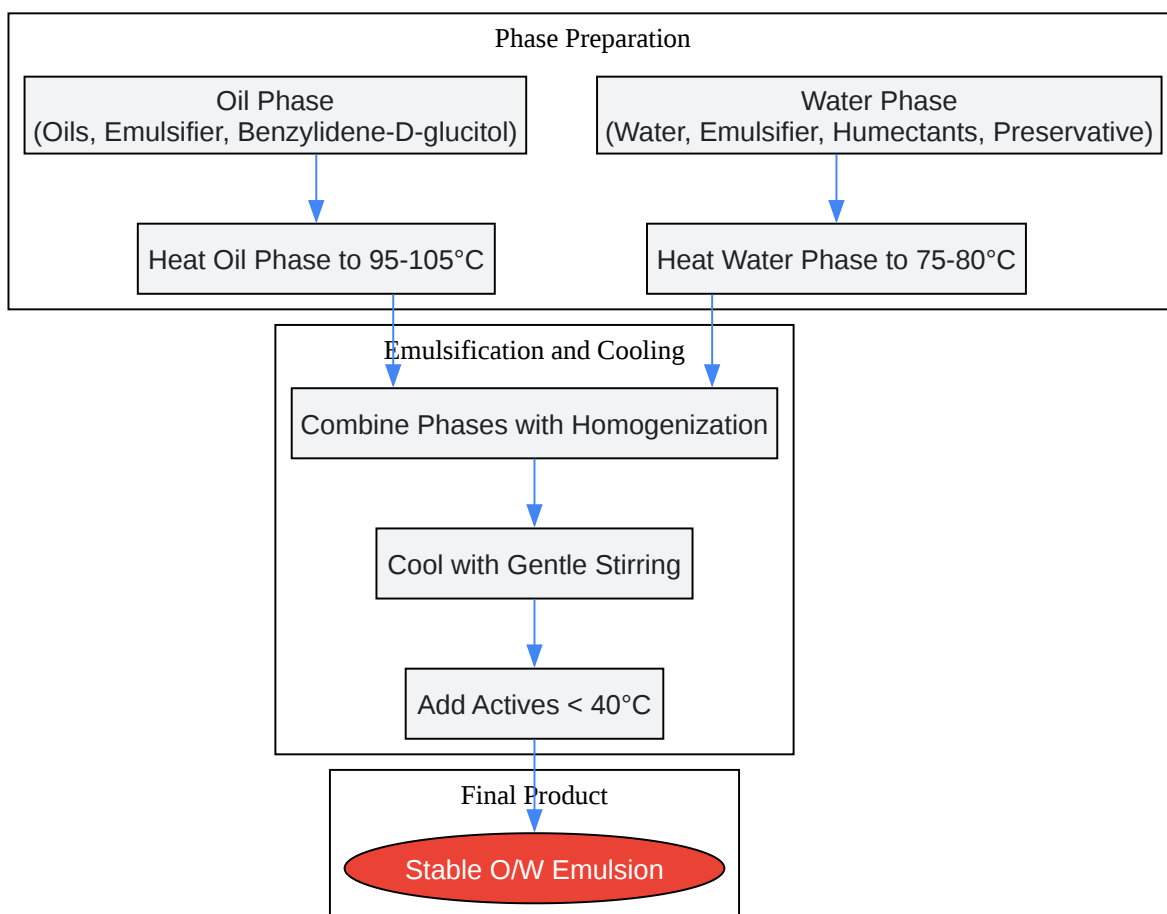 Phase Preparation
Oil Phase
(Oils, Emulsifier, Benzylidene-D-glucitol)
Water Phase
(Water, Emulsifier, Humectants, Preservative)
Heat Oil Phase to 95-105°C
Heat Water Phase to 75-80°C
Emulsification and Cooling
Combine Phases with Homogenization
Cool with Gentle Stirring
Add Actives < 40°C
Final Product
Stable O/W Emulsion